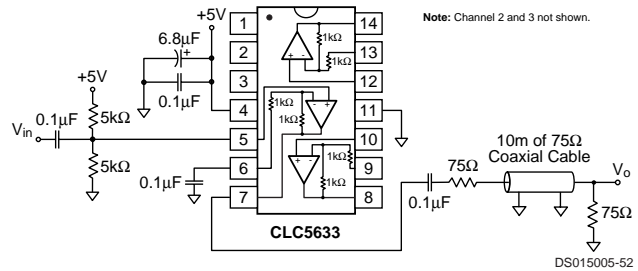 +5V
Note: Channel 2 and 3 not shown.
1
14
6.8µF
+
1kΩ
2
13
1kΩ
+ -
3
12
+5V
0.1µF
1kΩ
4
11
0.1µF
5kΩ
1kΩ
- +
Vin
5
10
10m of 75Ω
Coaxial Cable
5kΩ
+ -
1kΩ
6
9
75Ω
Vo
0.1µF
1kΩ
7
8
0.1µF
75Ω
CLC5633
DS015005-52